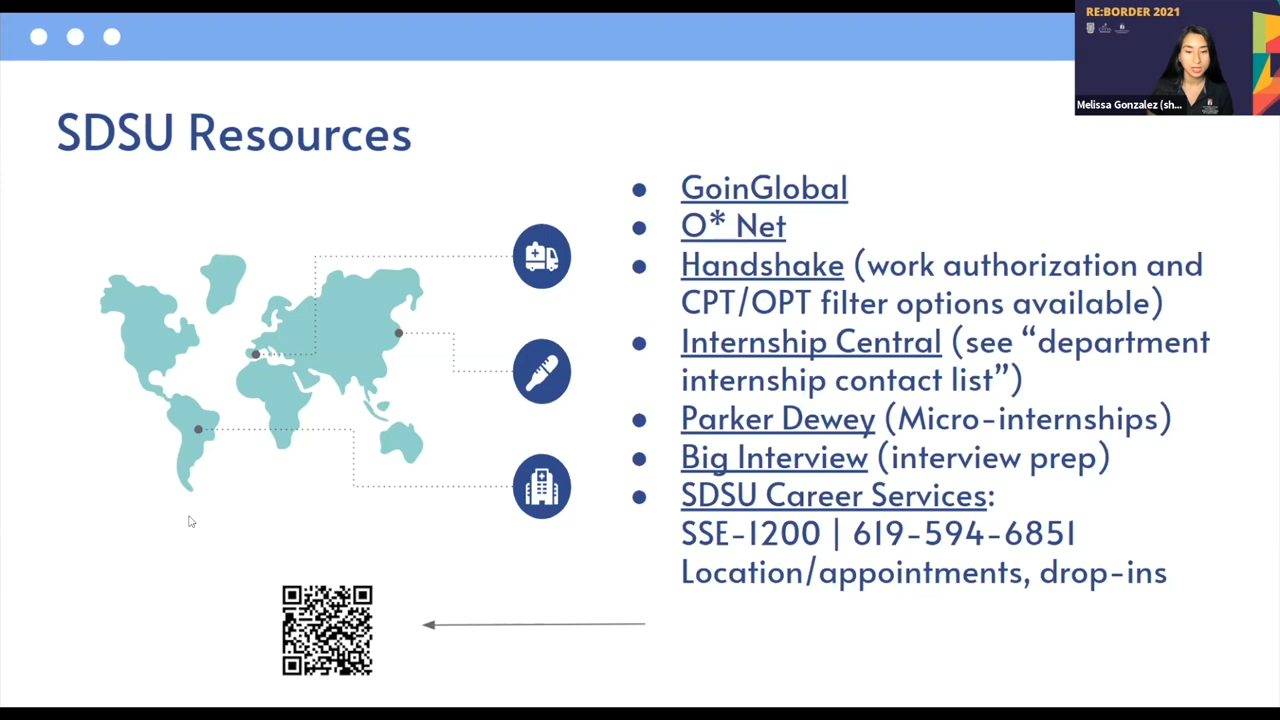 RE:BORDER 2021
Melissa Gonzalez (sh...
SDSU Resources
GoinGlobal
O* Net
Handshake (work authorization and
CPT/OPT filter options available)
Internship Central (see “department
internship contact list”)
Parker Dewey (Micro-internships)
Big Interview (interview prep)
SDSU Career Services:
SSE-1200 | 619-594-6851
Location/appointments, drop-ins